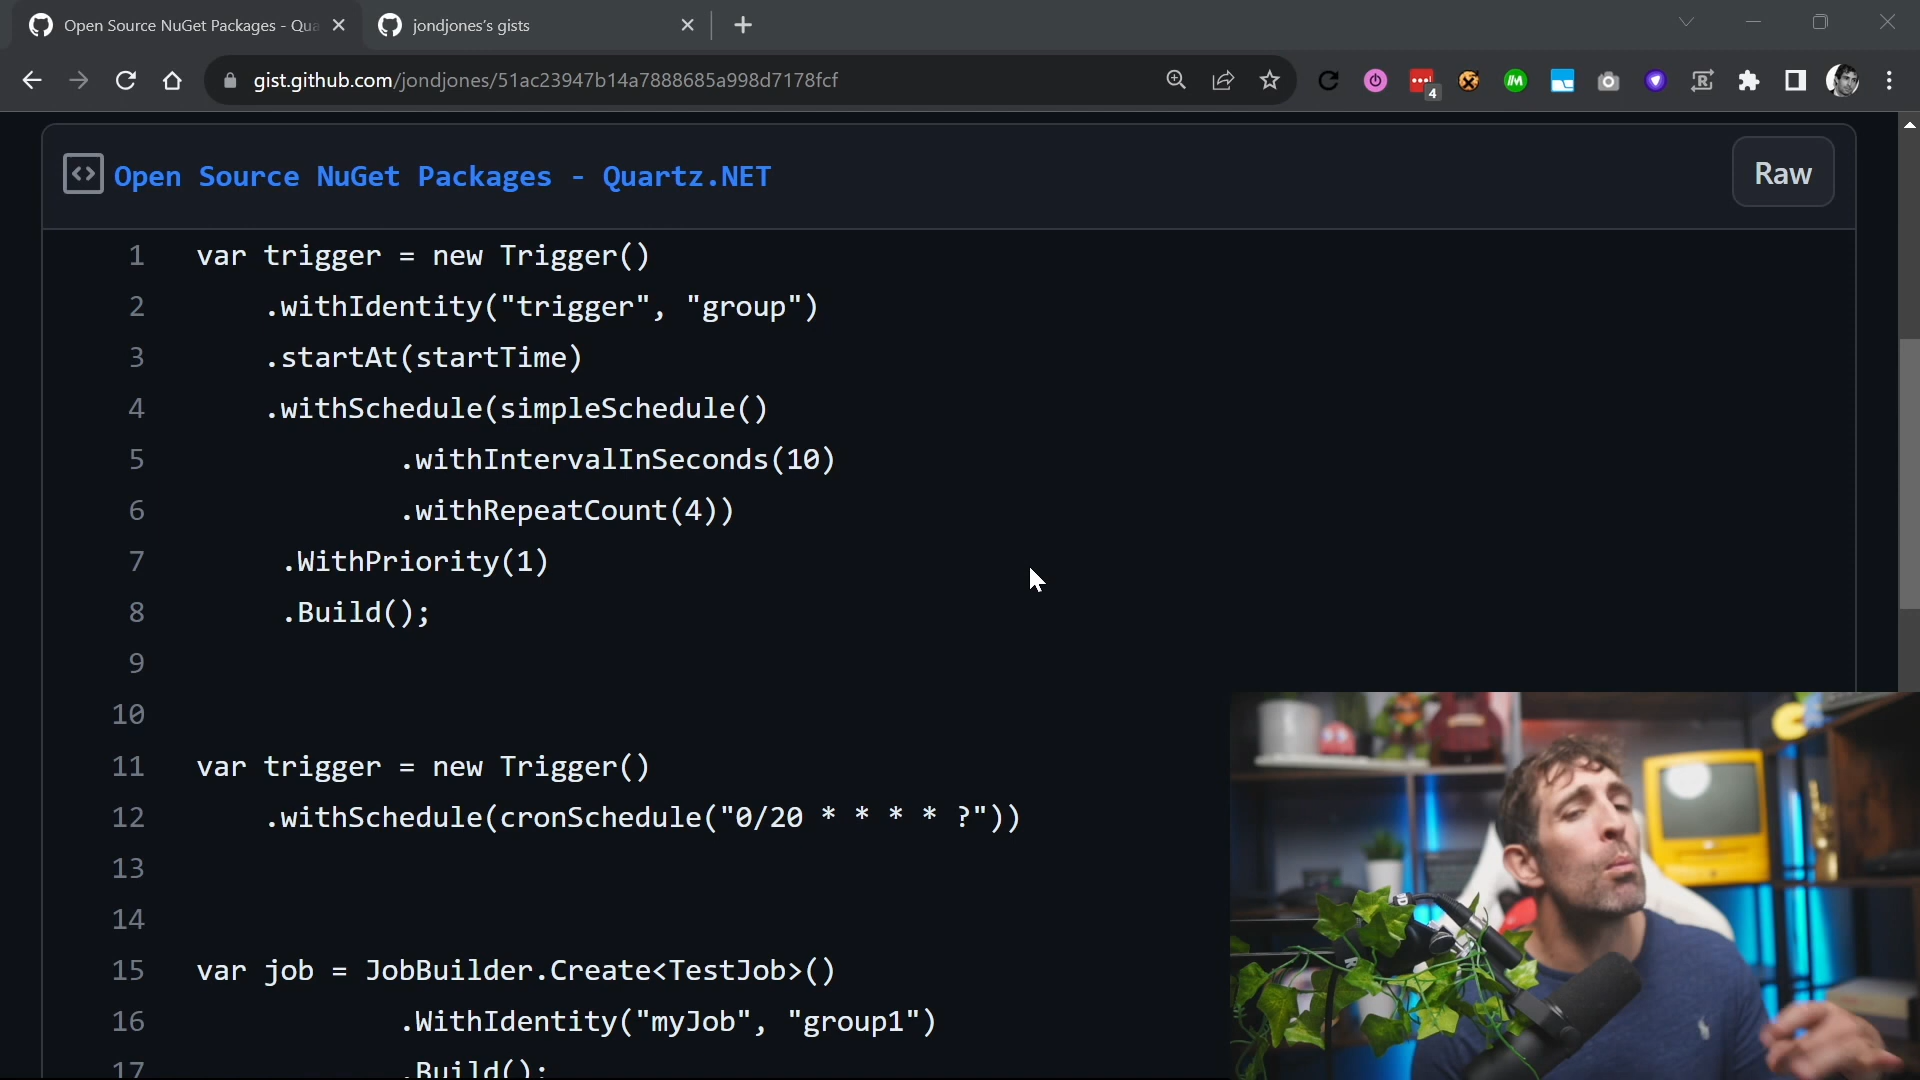 Open Source NuGet Packages - Qua
jondjones's gists
gist.github.com/jondjones/51ac23947b14a7888685a998d7178fcf
4
Open Source NuGet Packages - Quartz.NET
Raw
1 var trigger = new Trigger()
2 .withIdentity("trigger", "group")
3 .startAt(startTime)
4 .withSchedule(simpleSchedule()
5 .withIntervalInSeconds(10)
6 .withRepeatCount(4))
7 .WithPriority(1)
8 .Build();
9
10
11 var trigger = new Trigger()
12 .withSchedule(cronSchedule("0/20 * * * * ?"))
13
14
15 var job = JobBuilder.Create<TestJob>()
16 .WithIdentity("myJob", "group1")
17 .Build();